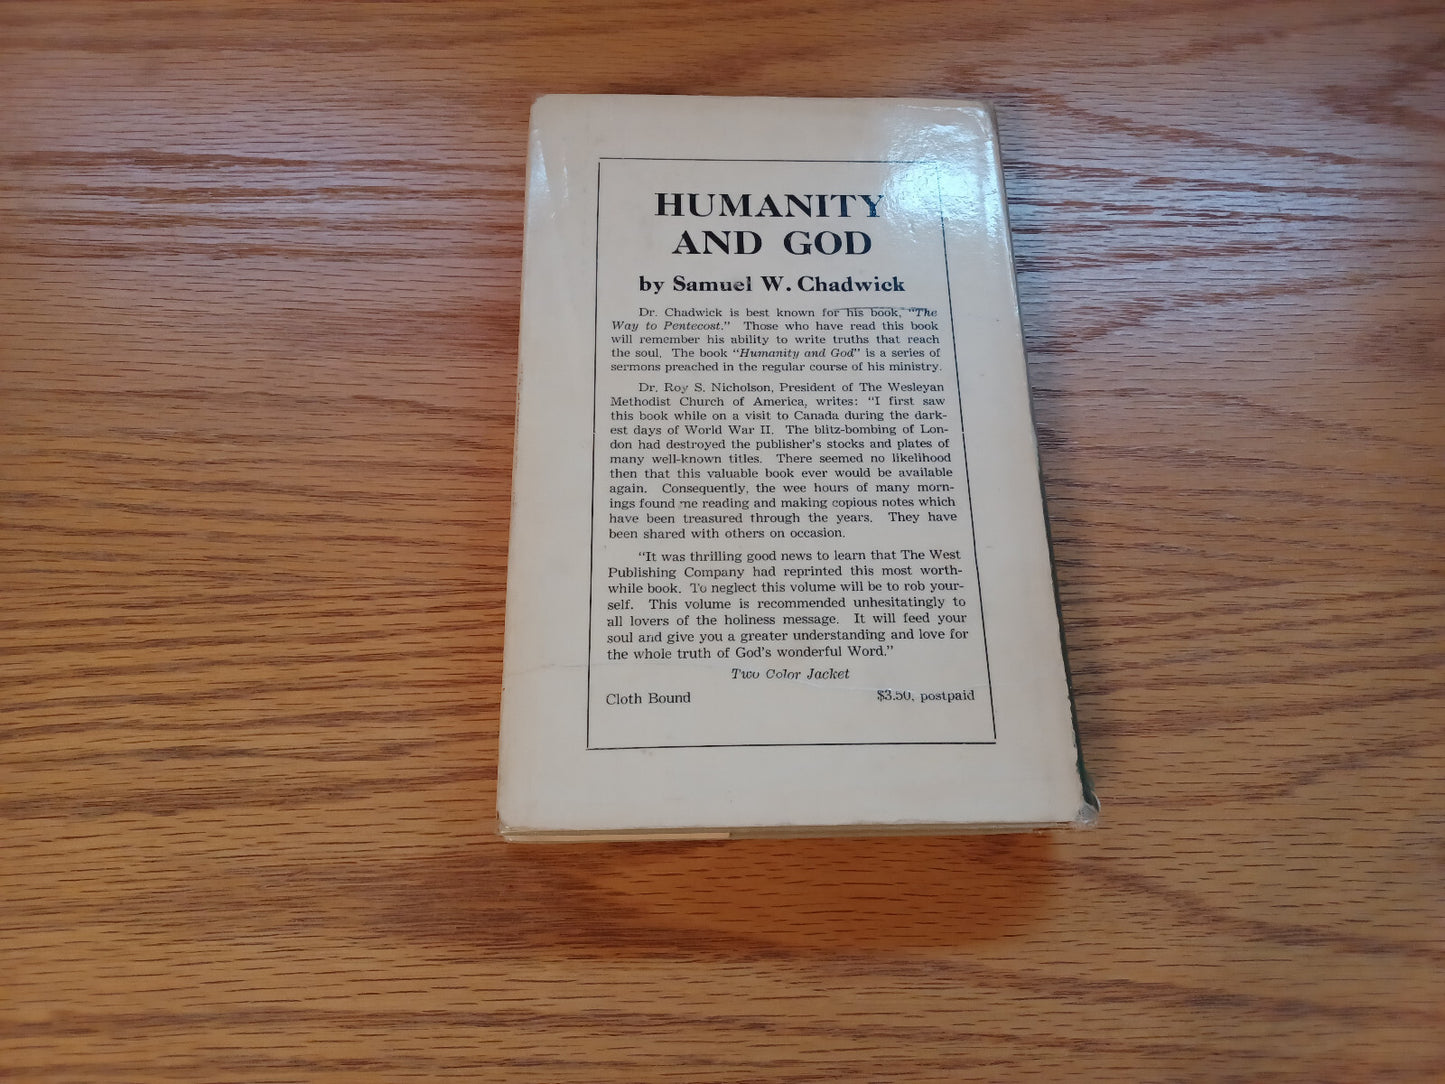 HUMANITY
AND GOD
by Samuel W. Chadwick
Dr. Chadwick is best known for his book, "The
Way to Pentecost." Those who have read this book
will remember his ability to write truths that reach
the soul. The book "Humanity and God" is a series of
sermons preached in the regular course of his ministry.
Dr. Roy S. Nicholson, President of The Wesleyan
Methodist Church of America, writes: "I first saw
this book while on a visit to Canada during the dark-
est days of World War II. The blitz-bombing of Lon-
don had destroyed the publisher's stocks and plates of
many well-known titles. There seemed no likelihood
then that this valuable book ever would be available
again. Consequently, the wee hours of many morn-
ings found me reading and making copious notes which
have been treasured through the years. They have
been shared with others on occasion.
"It was thrilling good news to learn that The West
Publishing Company had reprinted this most worth-
while book. To neglect this volume will be to rob your-
self. This volume is recommended unhesitatingly to
all lovers of the holiness message. It will feed your
soul and give you a greater understanding and love for
the whole truth of God's wonderful Word."
Two Color Jacket
Cloth Bound $3.50, postpaid